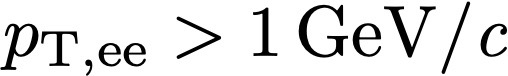 p_{T,ee} > 1 GeV/c